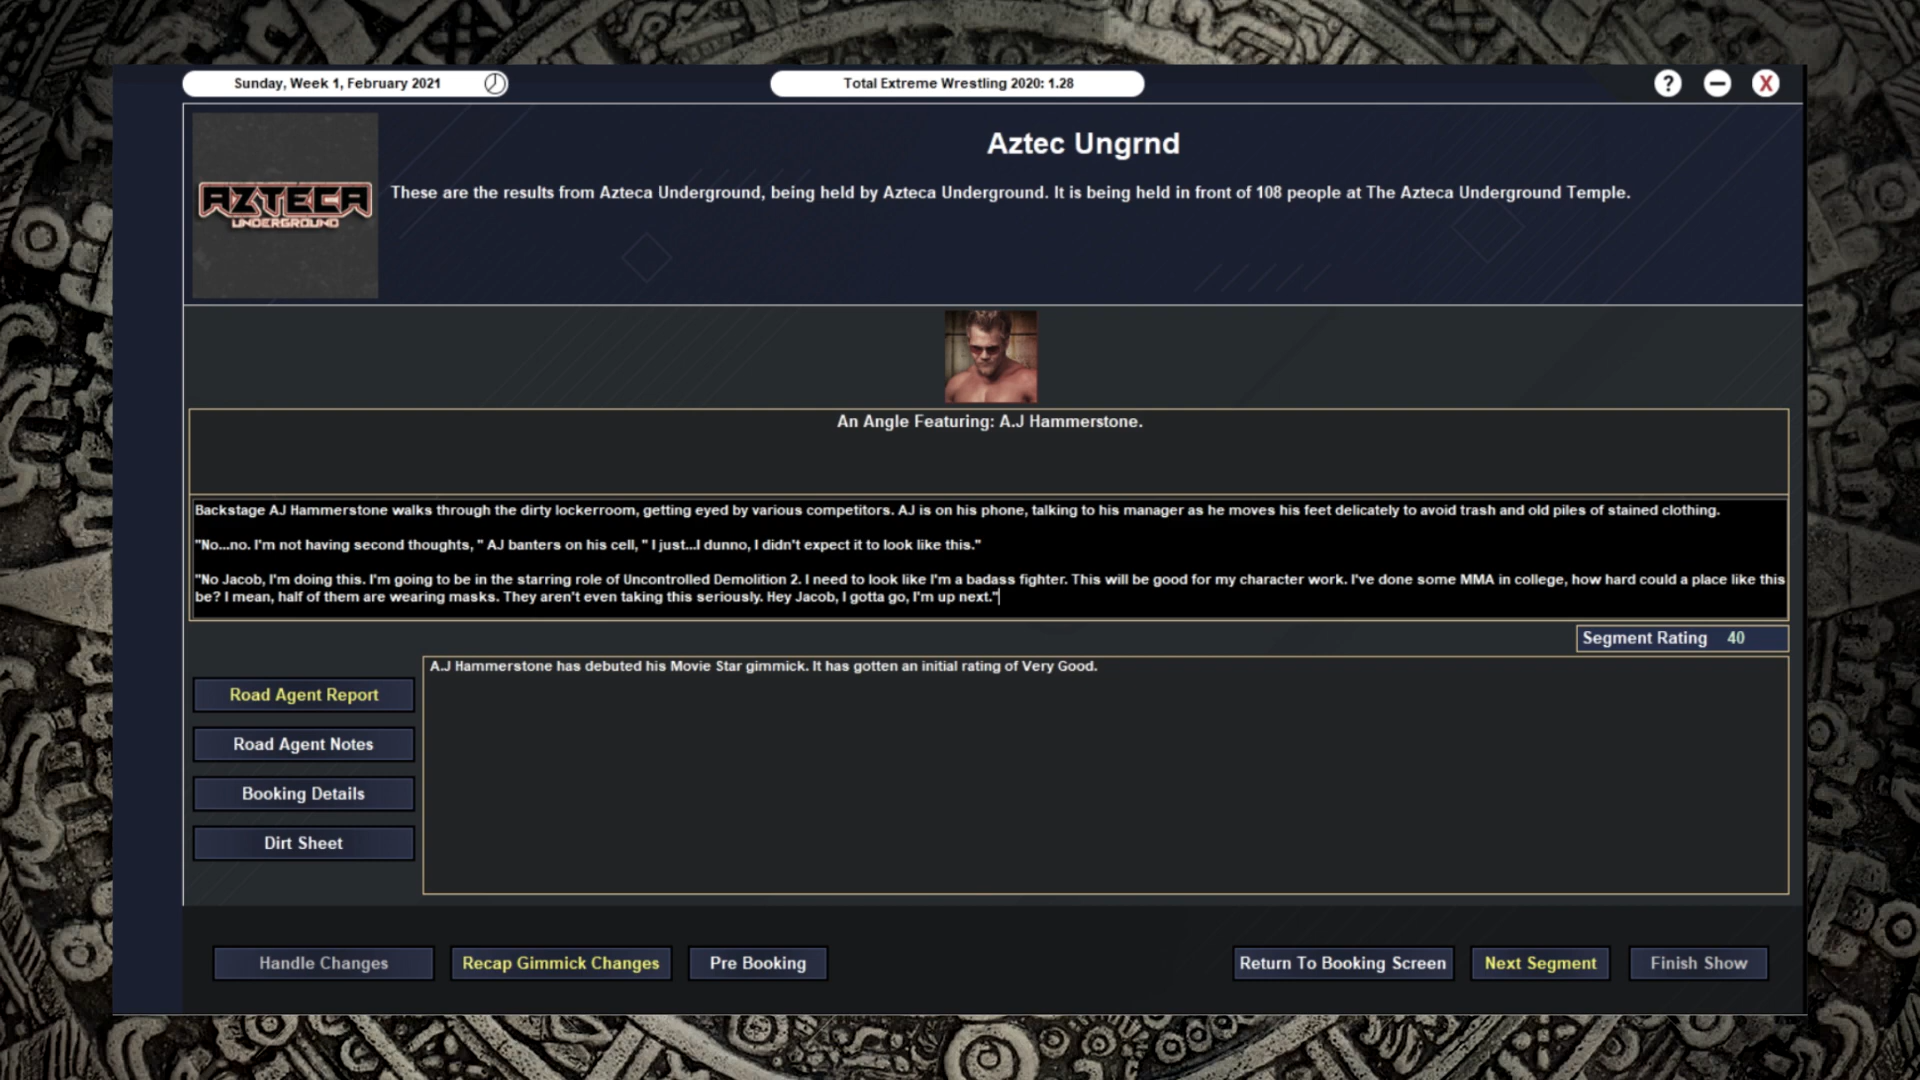 Sunday, Week 1, February 2021
Total Extreme Wrestling 2020: 1.28
?
X
Aztec Ungrnd
AZTECA
UNDERGROUND
These are the results from Azteca Underground, being held by Azteca Underground. It is being held in front of 108 people at The Azteca Underground Temple.
An Angle Featuring: A.J Hammerstone.
Backstage AJ Hammerstone walks through the dirty lockerroom, getting eyed by various competitors. AJ is on his phone, talking to his manager as he moves his feet delicately to avoid trash and old piles of stained clothing.
"No...no. I'm not having second thoughts, " AJ banters on his cell, " I just...I dunno, I didn't expect it to look like this."
"No Jacob, I'm doing this. I'm going to be in the starring role of Uncontrolled Demolition 2. I need to look like I'm a badass fighter. This will be good for my character work. I've done some MMA in college, how hard could a place like this
be? I mean, half of them are wearing masks. They aren't even taking this seriously. Hey Jacob, I gotta go, I'm up next."
Segment Rating 40
A.J Hammerstone has debuted his Movie Star gimmick. It has gotten an initial rating of Very Good.
Road Agent Report
Road Agent Notes
Booking Details
Dirt Sheet
Handle Changes
Recap Gimmick Changes
Pre Booking
Return To Booking Screen
Next Segment
Finish Show